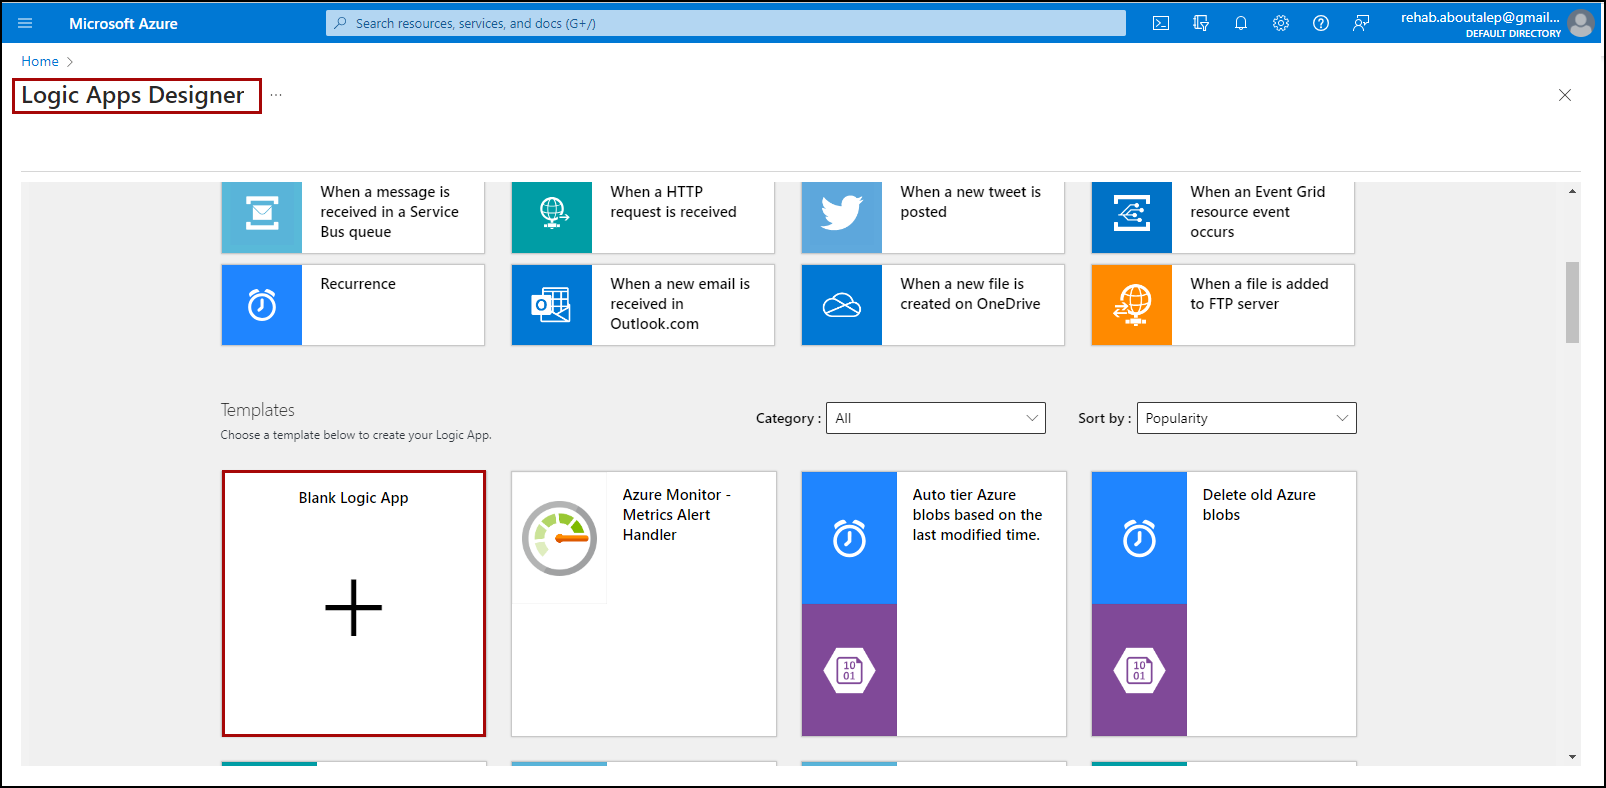 Microsoft Azure
Search resources, services, and docs (G+/)
rehab.aboutalep@gmail...
DEFAULT DIRECTORY
Home >
Logic Apps Designer ...
When a message is
received in a Service
Bus queue
When a HTTP
request is received
When a new tweet is
posted
When an Event Grid
resource event
occurs
Recurrence
When a new email is
received in
Outlook.com
When a new file is
created on OneDrive
When a file is added
to FTP server
Templates
Choose a template below to create your Logic App.
Category : All
Sort by : Popularity
Blank Logic App
Azure Monitor -
Metrics Alert
Handler
Auto tier Azure
blobs based on the
last modified time.
10
01
Delete old Azure
blobs
10
01